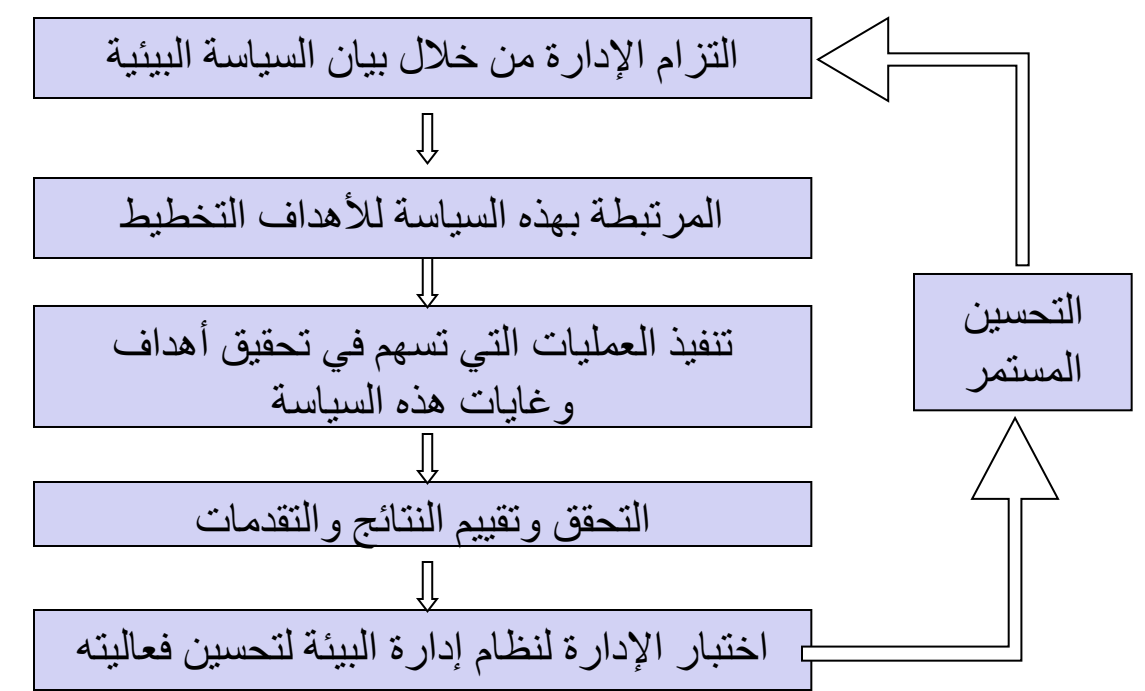 التزام الإدارة من خلال بيان السياسة البيئية
المرتبطة بهذه السياسة للأهداف التخطيط
تنفيذ العمليات التي تسهم في تحقيق أهداف
وغايات هذه السياسة
التحقق وتقييم النتائج والتقدمات
اختبار الإدارة لنظام إدارة البيئة لتحسين فعاليته
التحسين
المستمر